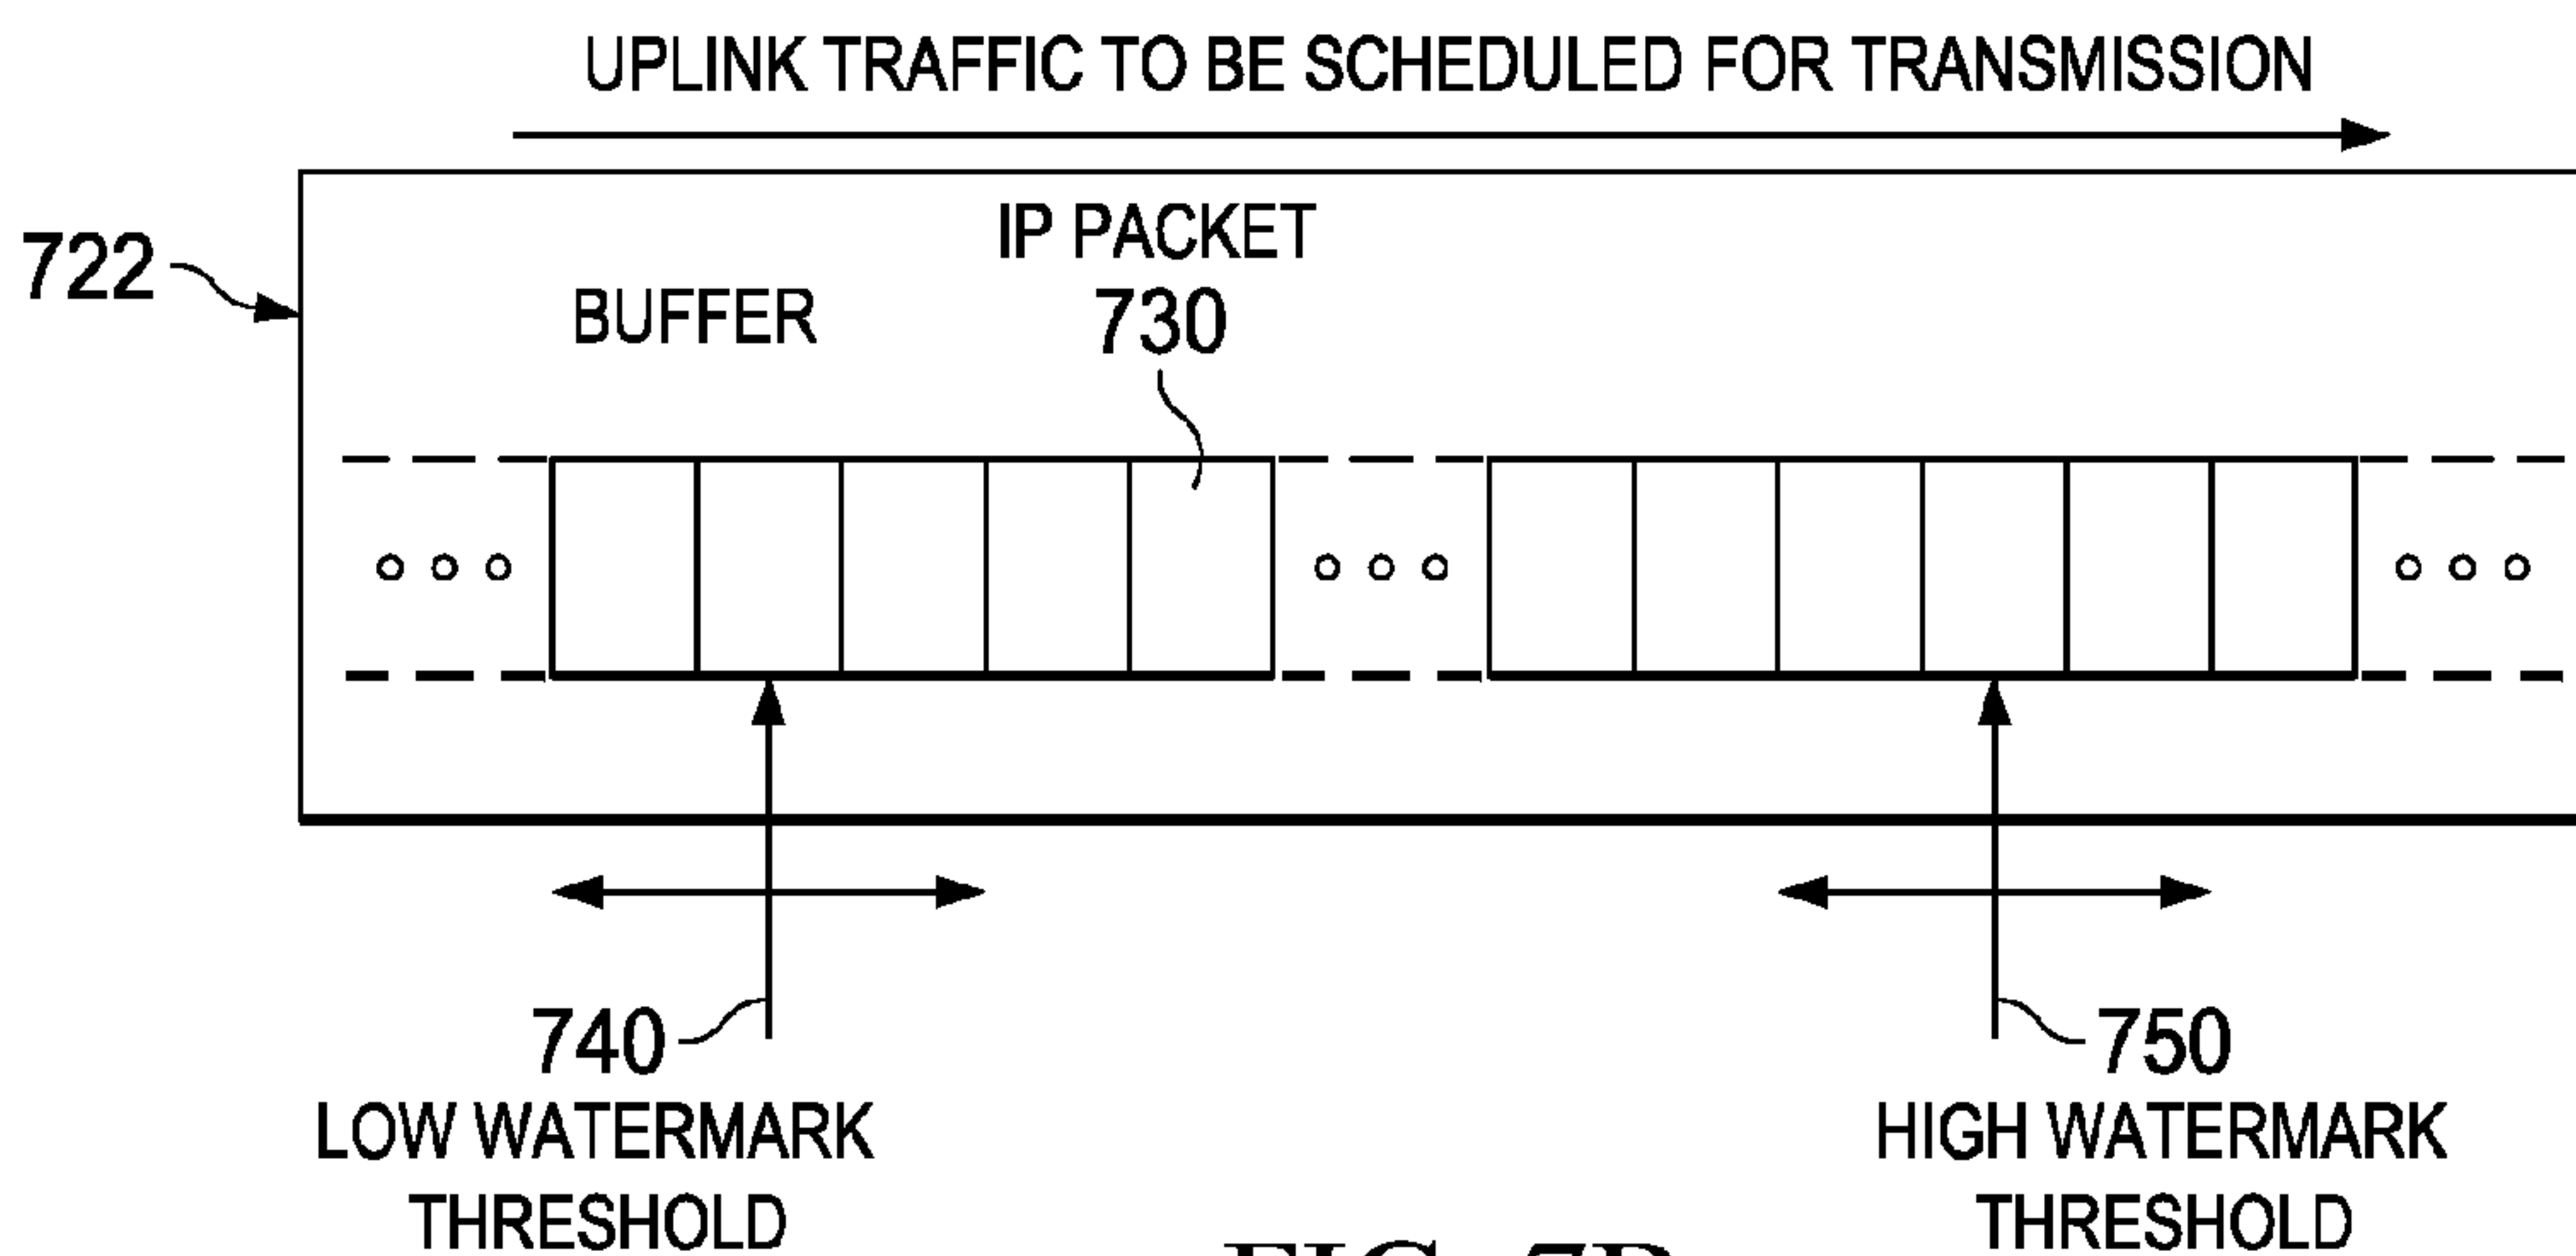 UPLINK TRAFFIC TO BE SCHEDULED FOR TRANSMISSION
IP PACKET
722
BUFFER
730
740
750
LOW WATERMARK
THRESHOLD
HIGH WATERMARK
THRESHOLD